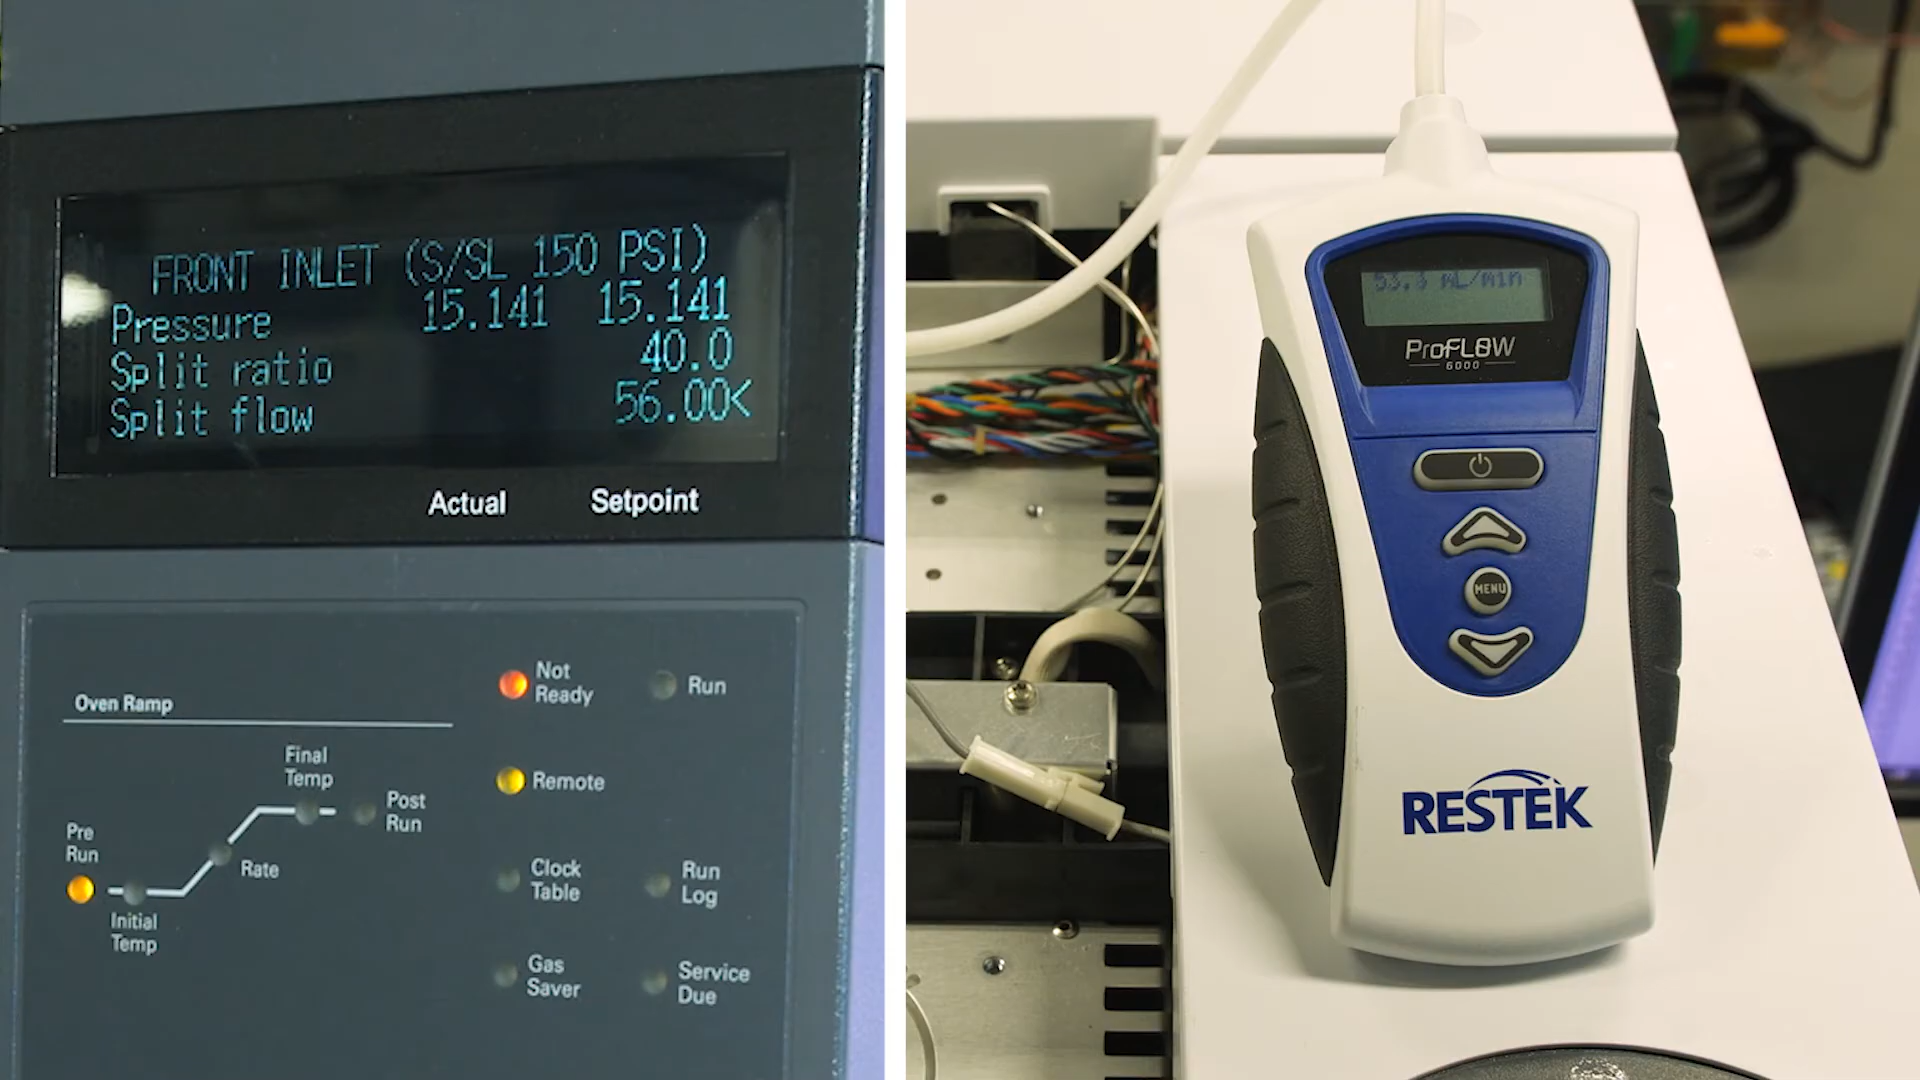 FRONT INLET (S/SL 150 PSI)
Pressure 15.141 15.141
Split ratio 40.0
Split flow 56.00<
Actual Setpoint
Not Ready
Run
Oven Ramp
Final Temp
Remote
Post Run
Pre Run
Rate
Clock Table
Run Log
Initial Temp
Gas Saver
Service Due
mL/min
ProFLOW
6000
MENU
RESTEK